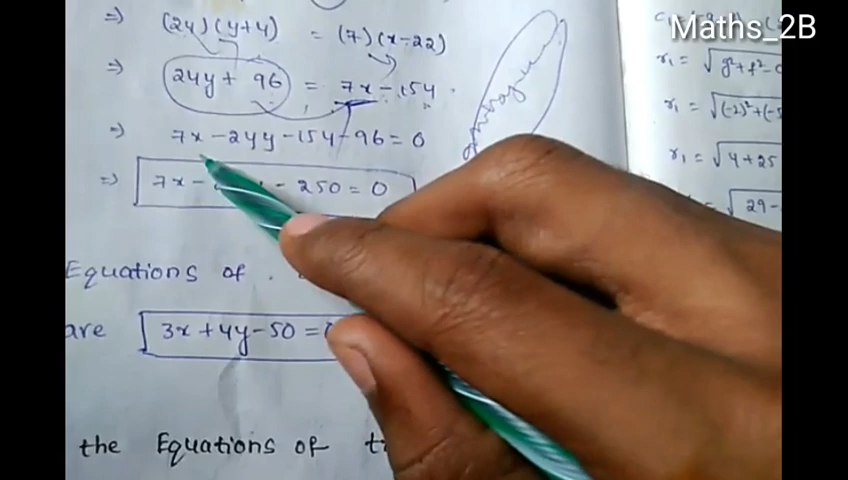 Maths_2B
⇒ (24)(y+4) = (7)(x-22)
⇒ 24y + 96 = 7x - 154
⇒ 7x - 24y - 154 - 96 = 0
⇒ 7x - - 250 = 0
Equations of
are 3x + 4y - 50 =
the Equations of
r₁ = √g²+f²-
r₁ = √(-2)²+(-5
r₁ = √4+25
√29-